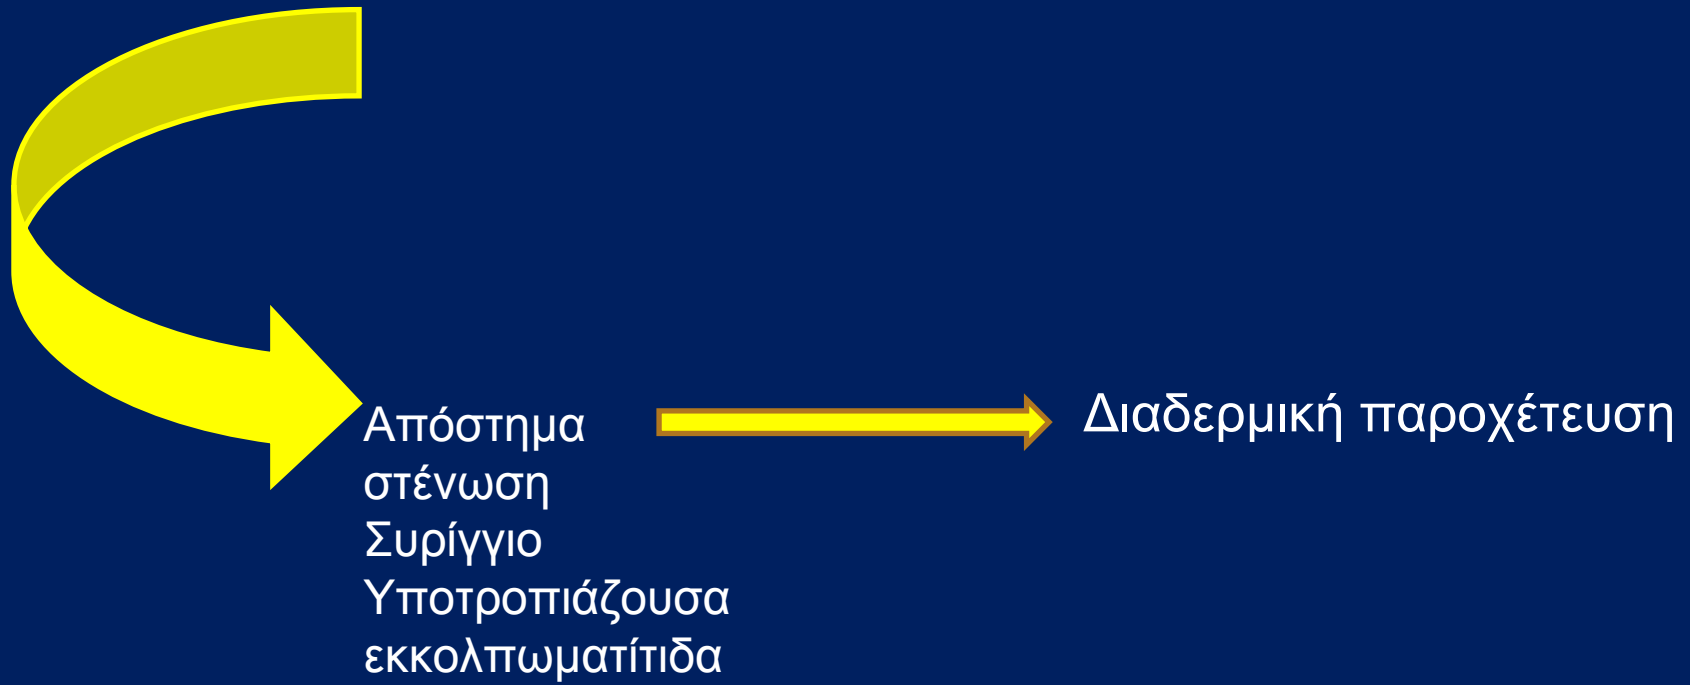 Απόστημα
στένωση
Συρίγγιο
Υποτροπιάζουσα
εκκολπωματίτιδα
Διαδερμική παροχέτευση